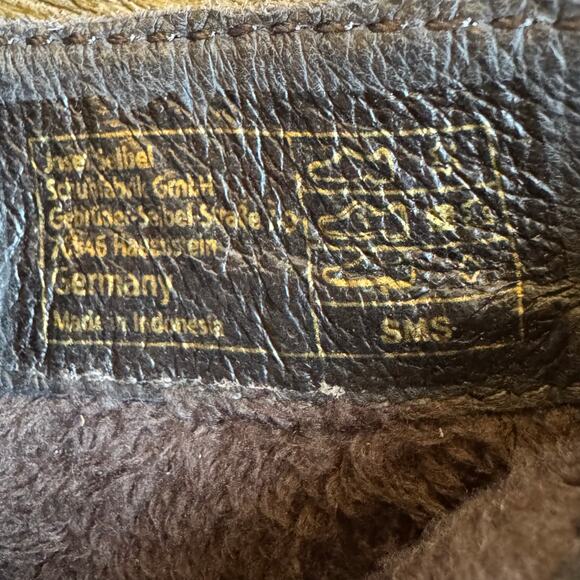 Josef Seibel
Schuhfabrik GmbH
Gebrüder-Seibel-Straße
Hauenstein
Germany
Made in Indonesia
SMS